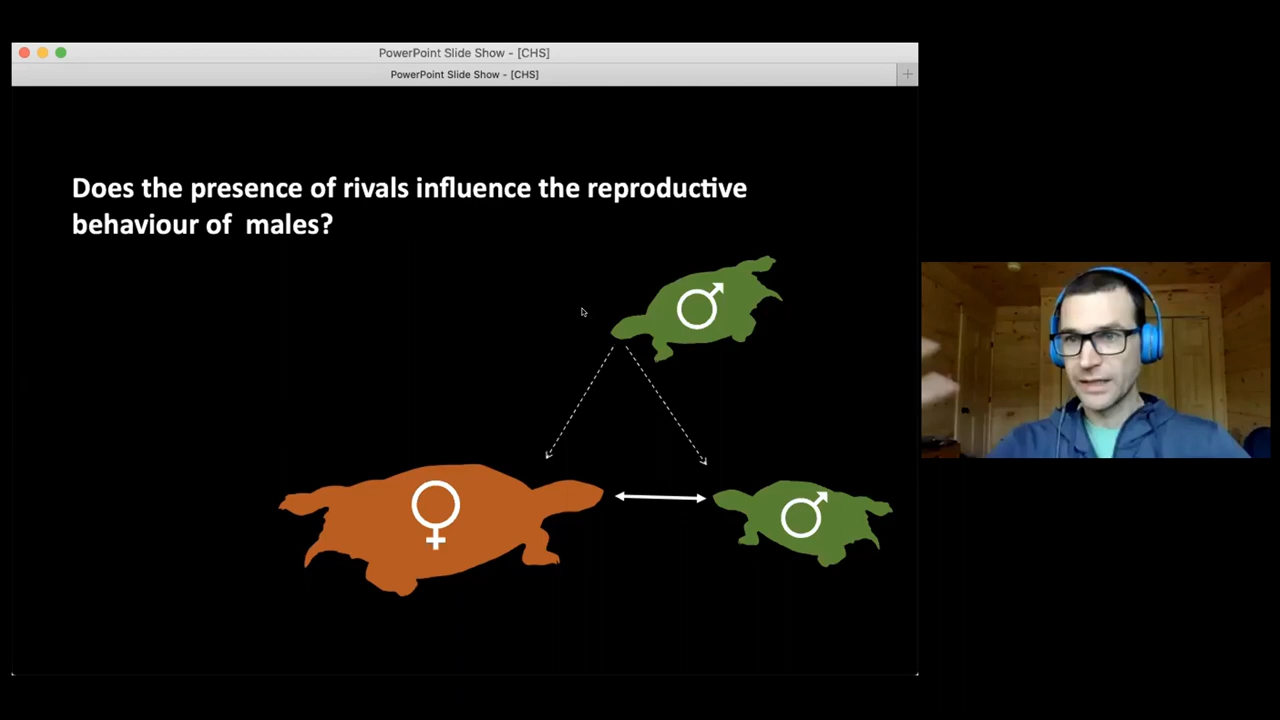 PowerPoint Slide Show - [CHS]
PowerPoint Slide Show - [CHS]
Does the presence of rivals influence the reproductive
behaviour of  males?